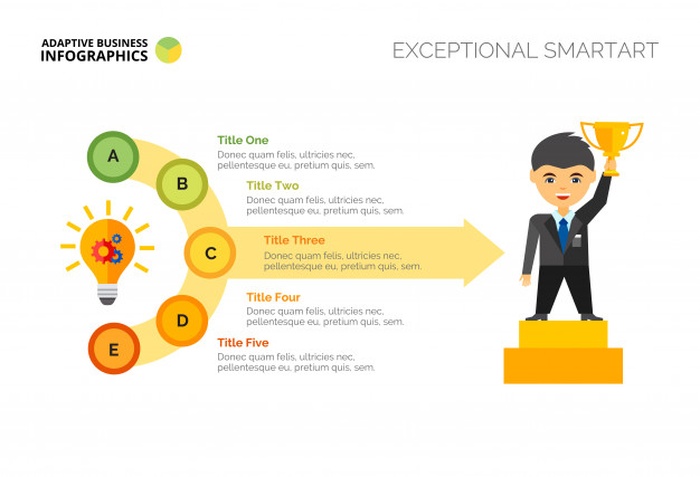 ADAPTIVE BUSINESS
INFOGRAPHICS
EXCEPTIONAL SMARTART
A
Title One
Donec quam felis, ultricies nec,
pellentesque eu, pretium quis, sem.
B
Title Two
Donec quam felis, ultricies nec,
pellentesque eu, pretium quis, sem.
C
Title Three
Donec quam felis, ultricies nec,
pellentesque eu, pretium quis, sem.
D
Title Four
Donec quam felis, ultricies nec,
pellentesque eu, pretium quis, sem.
E
Title Five
Donec quam felis, ultricies nec,
pellentesque eu, pretium quis, sem.